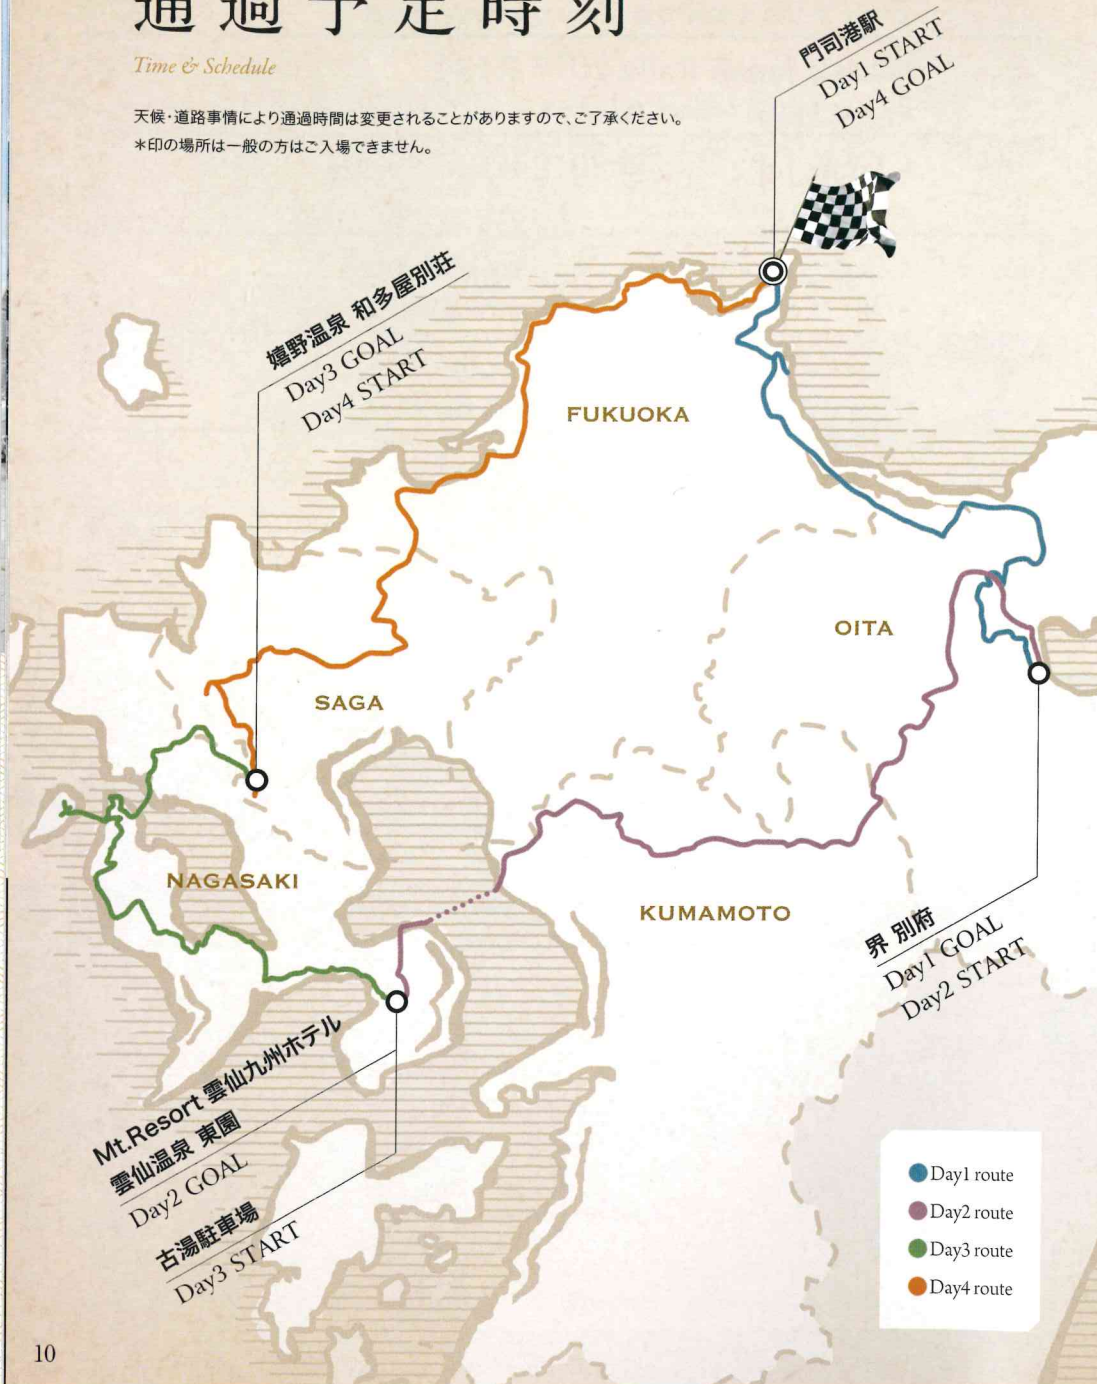 通過予定時刻
Time & Schedule
天候・道路事情により通過時間は変更されることがありますので、ご了承ください。
＊印の場所は一般の方はご入場できません。
門司港駅
Day1 START
Day4 GOAL
嬉野温泉 和多屋別荘
Day3 GOAL
Day4 START
FUKUOKA
OITA
SAGA
NAGASAKI
KUMAMOTO
界 別府
Day1 GOAL
Day2 START
Mt.Resort 雲仙九州ホテル
雲仙温泉 東園
Day2 GOAL
古湯駐車場
Day3 START
Day1 route
Day2 route
Day3 route
Day4 route
10